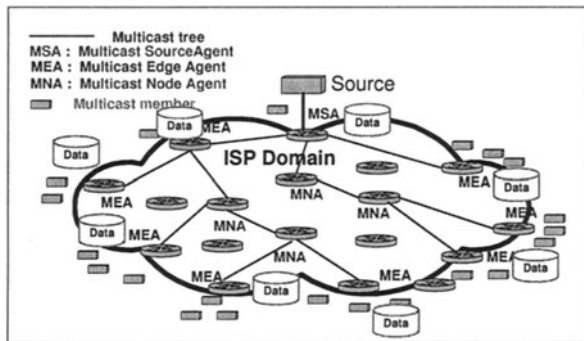 Multicast tree
MSA : Multicast SourceAgent
MEA : Multicast Edge Agent
MNA : Multicast Node Agent
Multicast member
Source
MSA
Data
MEA
Data
Data
ISP Domain
MNA
MEA
Data
MEA
MNA
MEA
Data
MEA
MNA
MNA
MEA
Data
MEA
Data
MEA
Data